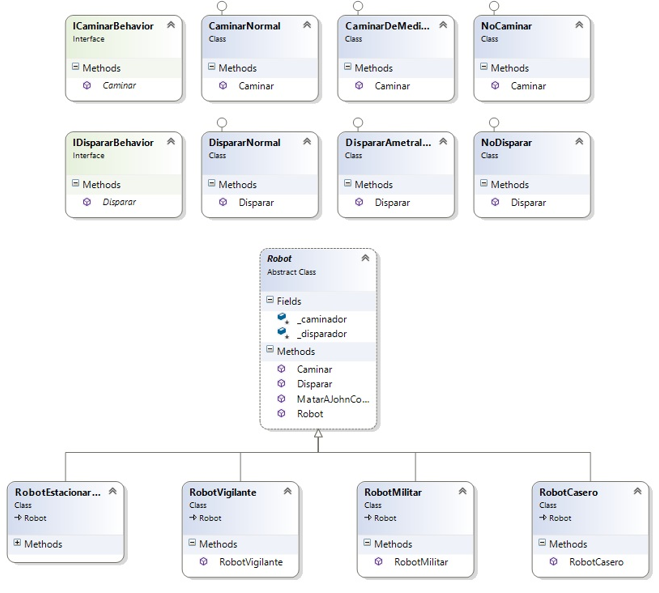 ICaminarBehavior
Interface
Methods
Caminar
CaminarNormal
Class
Methods
Caminar
CaminarDeMedi...
Class
Methods
Caminar
NoCaminar
Class
Methods
Caminar
IDispararBehavior
Interface
Methods
Disparar
DispararNormal
Class
Methods
Disparar
DispararAmetral...
Class
Methods
Disparar
NoDisparar
Class
Methods
Disparar
Robot
Abstract Class
Fields
_caminador
_disparador
Methods
Caminar
Disparar
MatarAJohnCo...
Robot
RobotEstacionar...
Class
Robot
Methods
RobotVigilante
Class
Robot
Methods
RobotVigilante
RobotMilitar
Class
Robot
Methods
RobotMilitar
RobotCasero
Class
Robot
Methods
RobotCasero